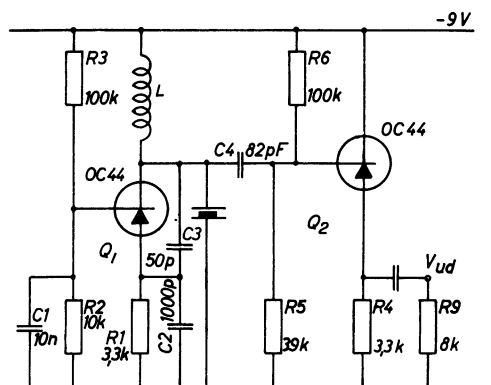 -9V
R3
100k
L
R6
100k
C4
82pF
OC44
OC44
Q1
50p
C3
Q2
Vud
C1
10n
R2
10k
R1
3,3k
C2
1000p
R5
39k
R4
3,3k
R9
8k